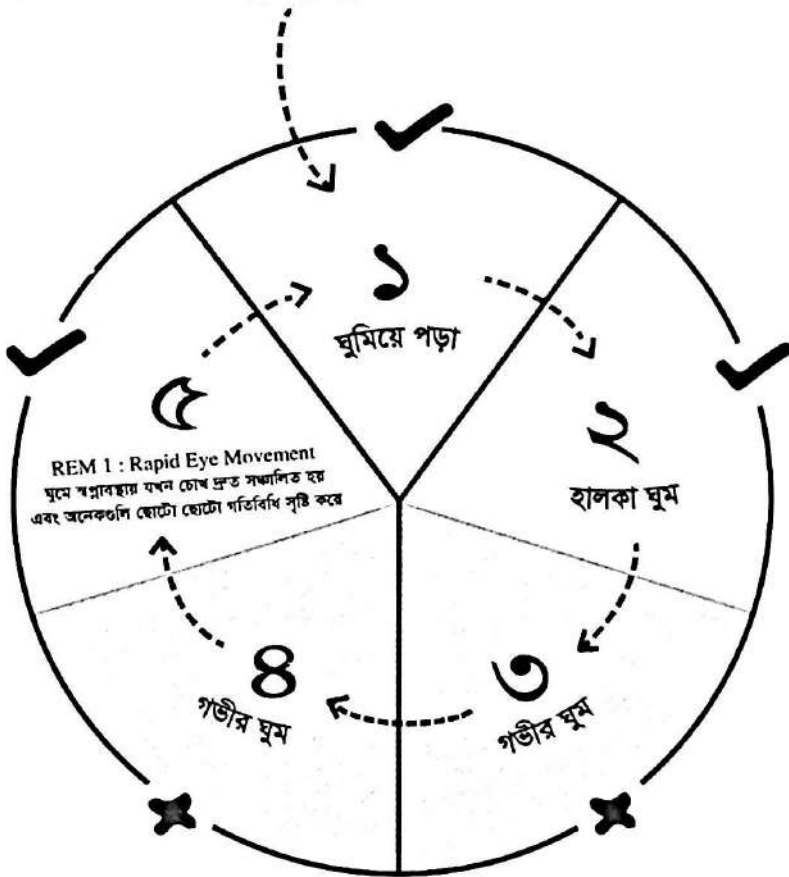 ১
ঘুমিয়ে পড়া
২
হালকা ঘুম
৩
গভীর ঘুম
৪
গভীর ঘুম
৫
REM 1 : Rapid Eye Movement
ঘুমে স্বপ্নাবস্থায় যখন চোখ দ্রুত সঞ্চালিত হয়
এবং অনেকগুলি ছোটো ছোটো গতিবিধি সৃষ্টি করে